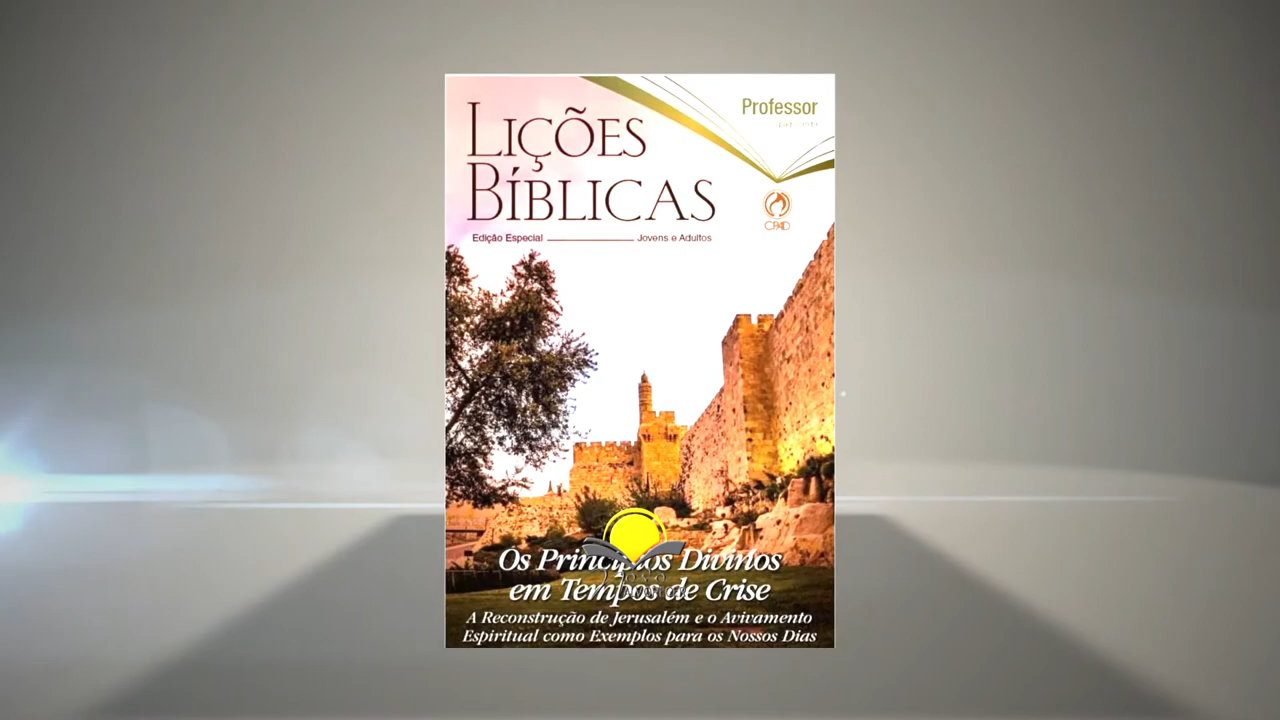 LIÇÕES
BÍBLICAS
Professor
CPAD
Edição Especial
Jovens e Adultos
Os Princípios Divinos
em Tempos de Crise
A Reconstrução de Jerusalém e o Avivamento
Espiritual como Exemplos para os Nossos Dias